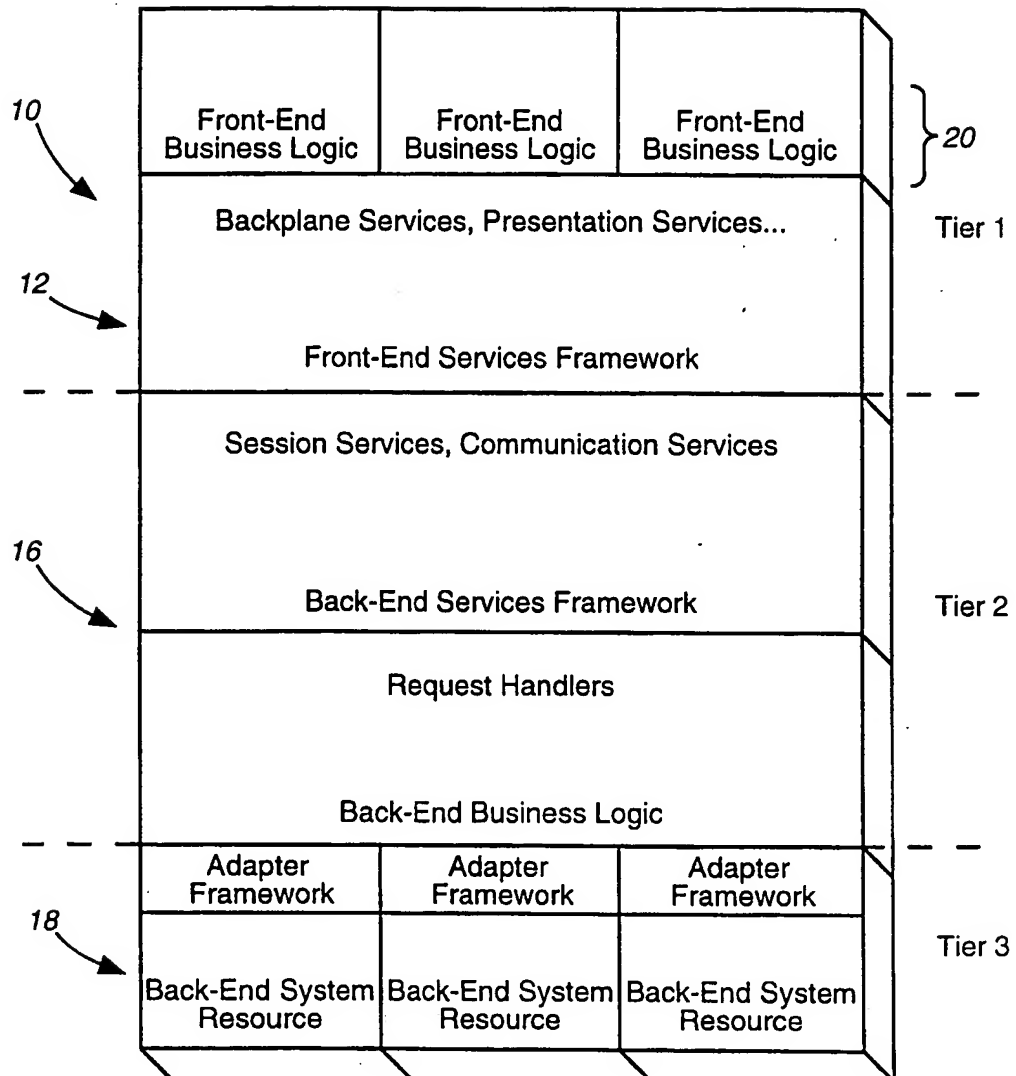 10
Front-End Business Logic
Front-End Business Logic
Front-End Business Logic
20
Backplane Services, Presentation Services...
Tier 1
12
Front-End Services Framework
Session Services, Communication Services
16
Back-End Services Framework
Tier 2
Request Handlers
Back-End Business Logic
Adapter Framework
Adapter Framework
Adapter Framework
18
Tier 3
Back-End System Resource
Back-End System Resource
Back-End System Resource